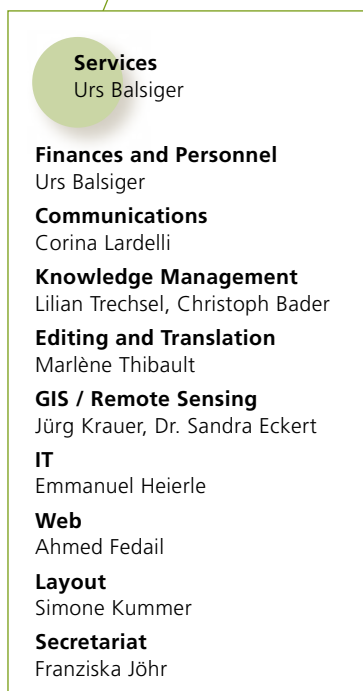 Services
Urs Balsiger
Finances and Personnel
Urs Balsiger
Communications
Corina Lardelli
Knowledge Management
Lilian Trechsel, Christoph Bader
Editing and Translation
Marlène Thibault
GIS / Remote Sensing
Jürg Krauer, Dr. Sandra Eckert
IT
Emmanuel Heierle
Web
Ahmed Fedail
Layout
Simone Kummer
Secretariat
Franziska Jöhr